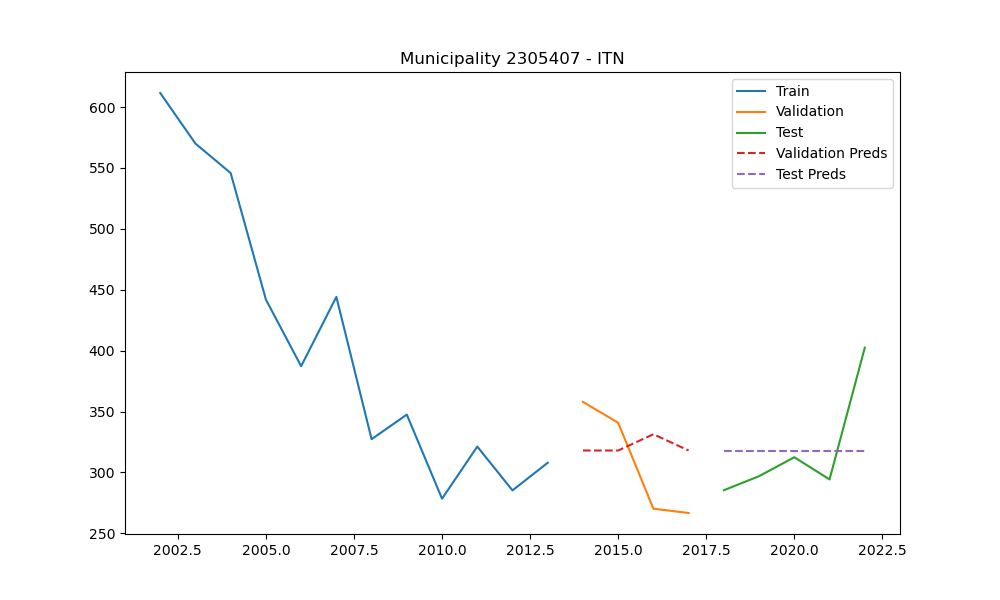 Municipality 2305407 - ITN
Train
Validation
Test
Validation Preds
Test Preds
600
550
500
450
400
350
300
250
2002.5 2005.0 2007.5 2010.0 2012.5 2015.0 2017.5 2020.0 2022.5